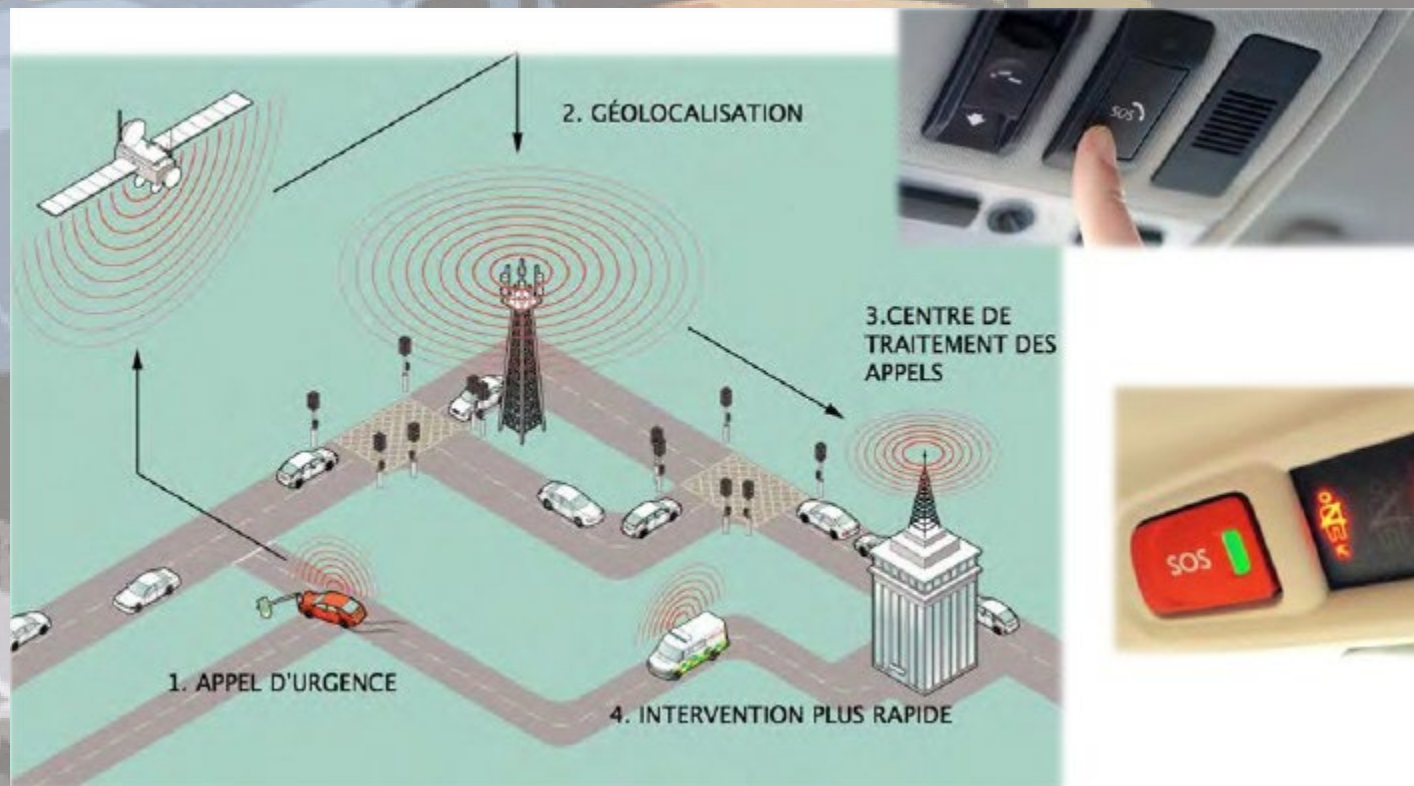 2. GÉOLOCALISATION
SOS
3.CENTRE DE
TRAITEMENT DES
APPELS
SOS
1. APPEL D'URGENCE
4. INTERVENTION PLUS RAPIDE